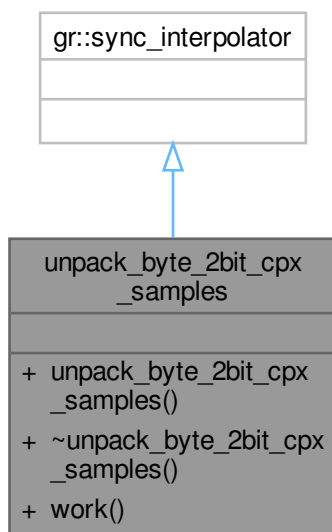 gr::sync_interpolator
unpack_byte_2bit_cpx
_samples
+ unpack_byte_2bit_cpx
_samples()
+ ~unpack_byte_2bit_cpx
_samples()
+ work()